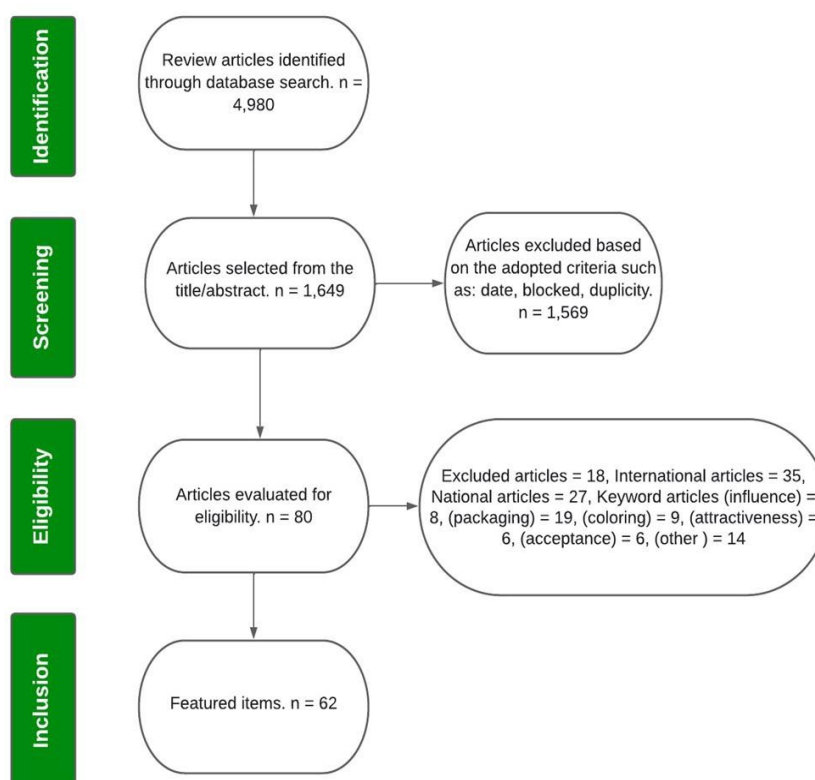 Identification
Review articles identified
through database search. n =
4,980
Screening
Articles selected from the
title/abstract. n = 1,649
Articles excluded based
on the adopted criteria such
as: date, blocked, duplicity.
n = 1,569
Eligibility
Articles evaluated for
eligibility. n = 80
Excluded articles = 18, International articles = 35,
National articles = 27, Keyword articles (influence) =
8, (packaging) = 19, (coloring) = 9, (attractiveness) =
6, (acceptance) = 6, (other ) = 14
Inclusion
Featured items. n = 62